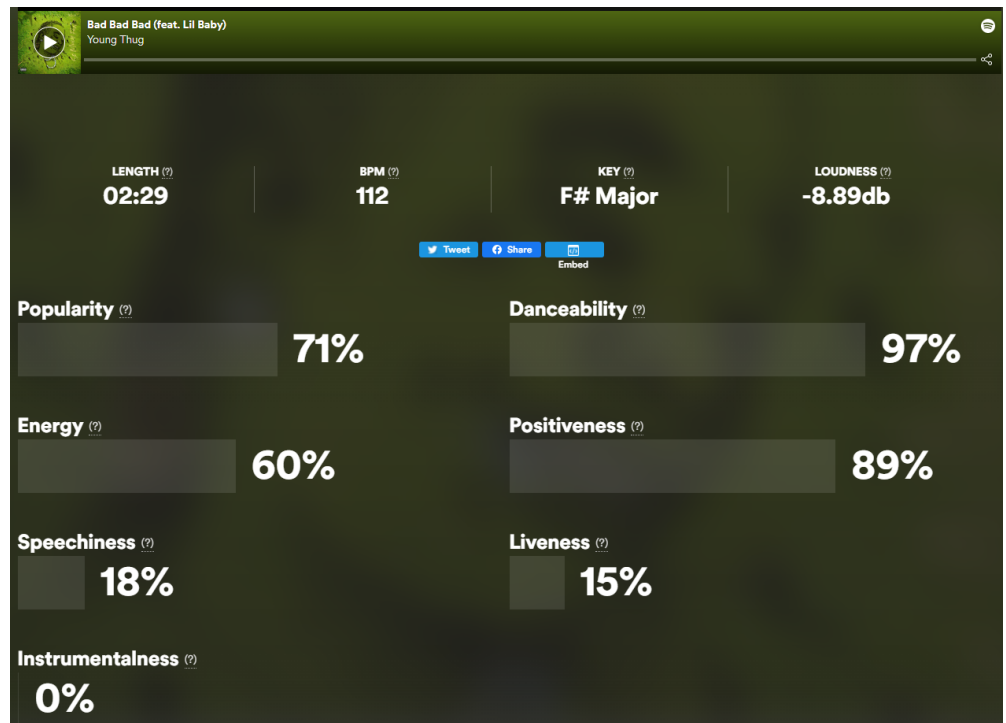 Bad Bad Bad (feat. Lil Baby)
Young Thug
LENGTH (?)
02:29
BPM (?)
112
KEY (?)
F# Major
LOUDNESS (?)
-8.89db
Tweet
Share
Embed
Popularity (?)
71%
Danceability (?)
97%
Energy (?)
60%
Positiveness (?)
89%
Speechiness (?)
18%
Liveness (?)
15%
Instrumentalness (?)
0%